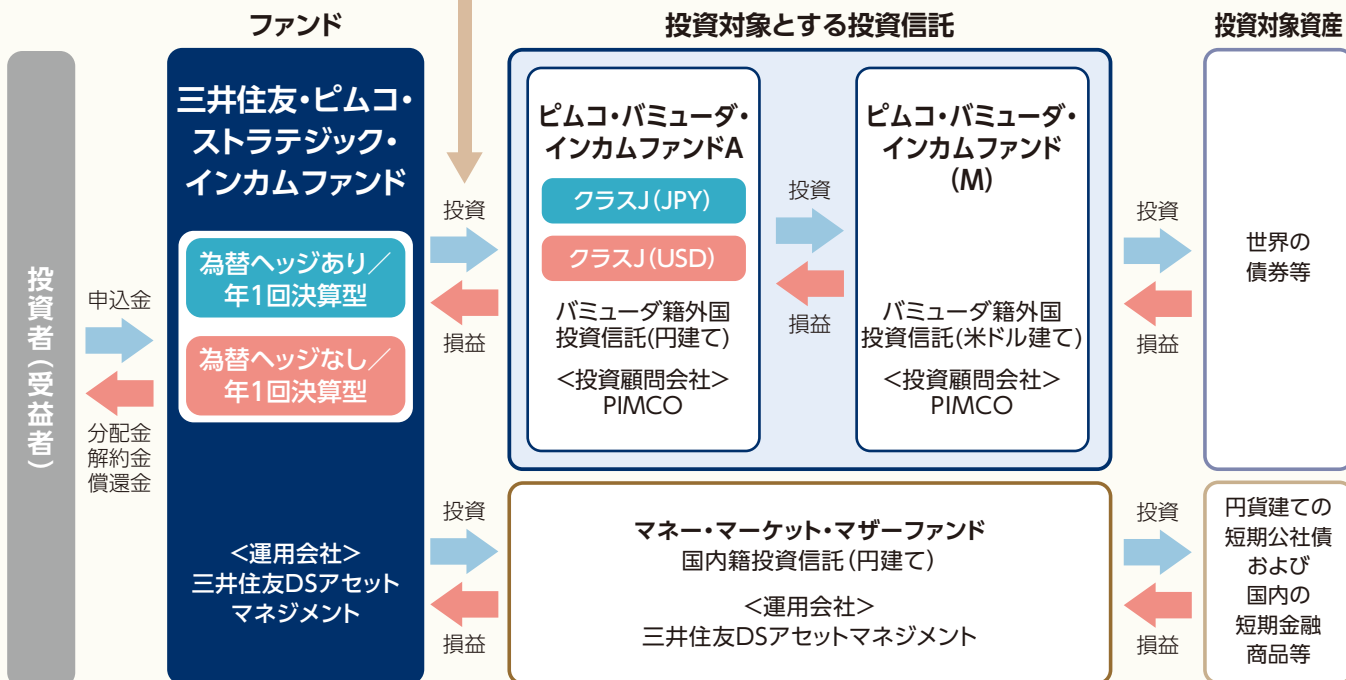 ファンド
投資対象とする投資信託
投資対象資産
投資者(受益者)
申込金
分配金
解約金
償還金
三井住友・ピムコ・
ストラテジック・
インカムファンド
為替ヘッジあり／
年1回決算型
為替ヘッジなし／
年1回決算型
<運用会社>
三井住友DSアセット
マネジメント
投資
損益
ピムコ・バミューダ・
インカムファンドA
クラスJ(JPY)
クラスJ(USD)
バミューダ籍外国
投資信託(円建て)
<投資顧問会社>
PIMCO
投資
損益
ピムコ・バミューダ・
インカムファンド
(M)
バミューダ籍外国
投資信託(米ドル建て)
<投資顧問会社>
PIMCO
投資
損益
世界の
債券等
投資
損益
マネー・マーケット・マザーファンド
国内籍投資信託(円建て)
<運用会社>
三井住友DSアセットマネジメント
投資
損益
円貨建ての
短期公社債
および
国内の
短期金融
商品等